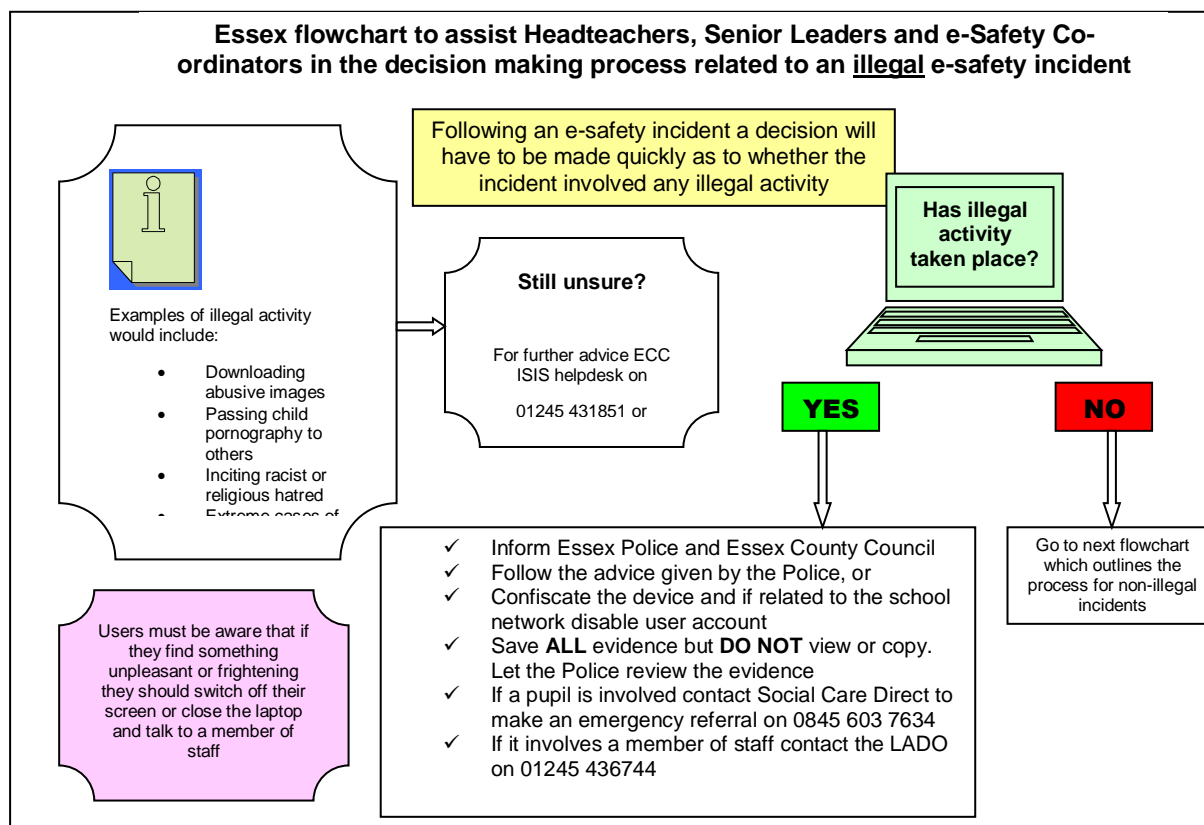 Essex flowchart to assist Headteachers, Senior Leaders and e-Safety Co-
ordinators in the decision making process related to an illegal e-safety incident
Following an e-safety incident a decision will
have to be made quickly as to whether the
incident involved any illegal activity
Has illegal
activity
taken place?
Examples of illegal activity
would include:
• Downloading
abusive images
• Passing child
pornography to
others
• Inciting racist or
religious hatred
• Extreme cases of
Still unsure?
For further advice ECC
ISIS helpdesk on
01245 431851 or
YES
NO
✓ Inform Essex Police and Essex County Council
✓ Follow the advice given by the Police, or
✓ Confiscate the device and if related to the school
network disable user account
✓ Save ALL evidence but DO NOT view or copy.
Let the Police review the evidence
✓ If a pupil is involved contact Social Care Direct to
make an emergency referral on 0845 603 7634
✓ If it involves a member of staff contact the LADO
on 01245 436744
Go to next flowchart
which outlines the
process for non-illegal
incidents
Users must be aware that if
they find something
unpleasant or frightening
they should switch off their
screen or close the laptop
and talk to a member of
staff